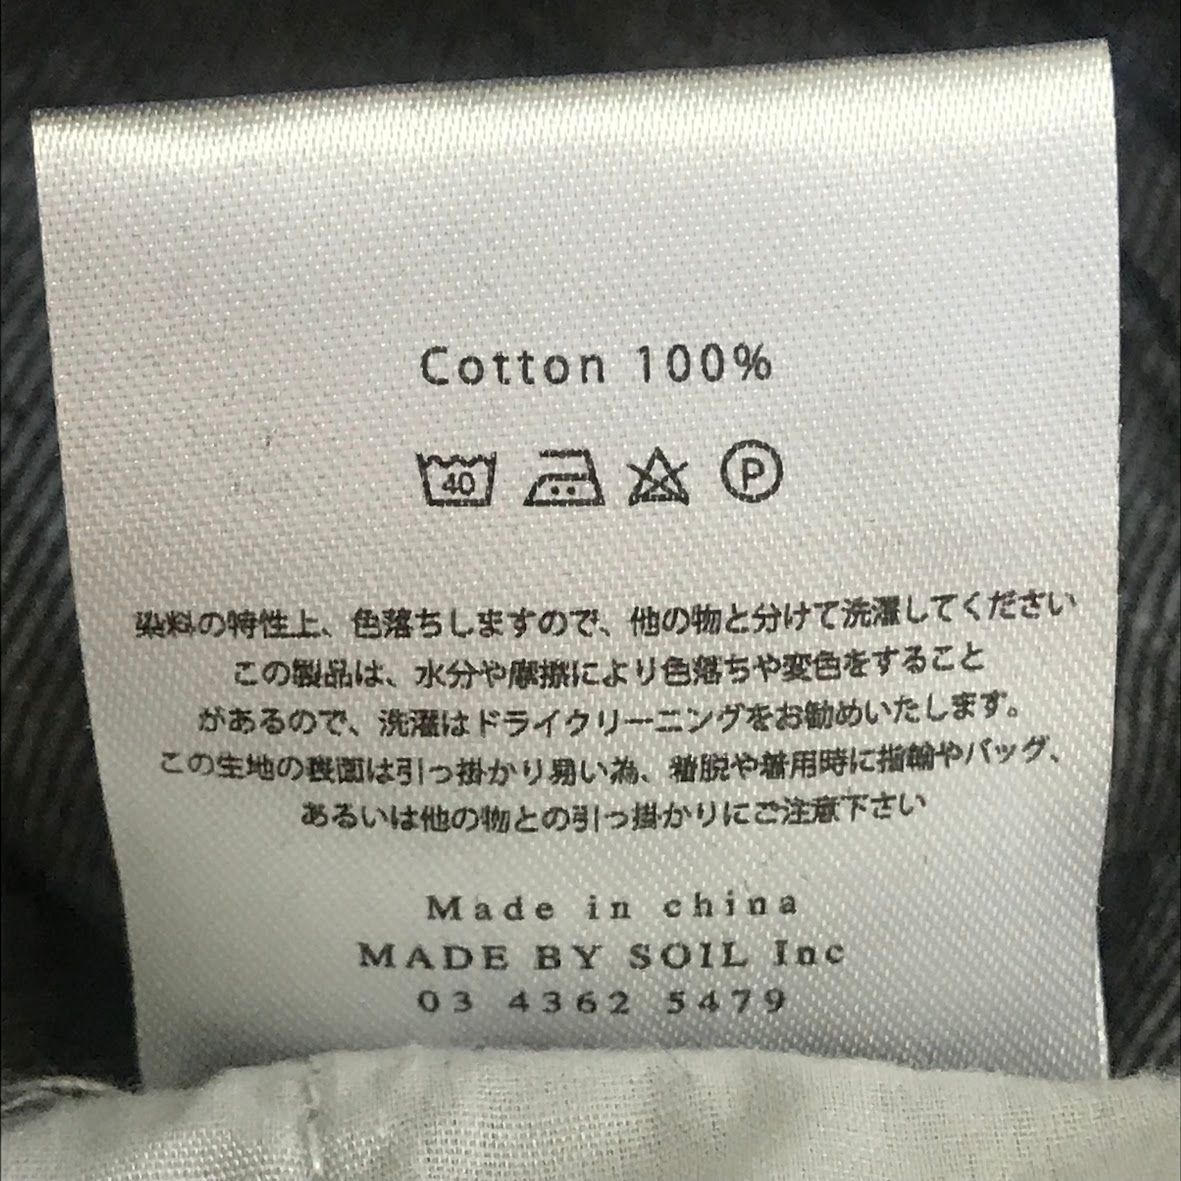 Cotton 100%
40 P
染料の特性上、色落ちしますので、他の物と分けて洗濯してください
この製品は、水分や摩擦により色落ちや変色をすること
があるので、洗濯はドライクリーニングをお勧めいたします。
この生地の表面は引っ掛かり易い為、着脱や着用時に指輪やバッグ、
あるいは他の物との引っ掛かりにご注意下さい
Made in china
MADE BY SOIL Inc
03 4362 5479